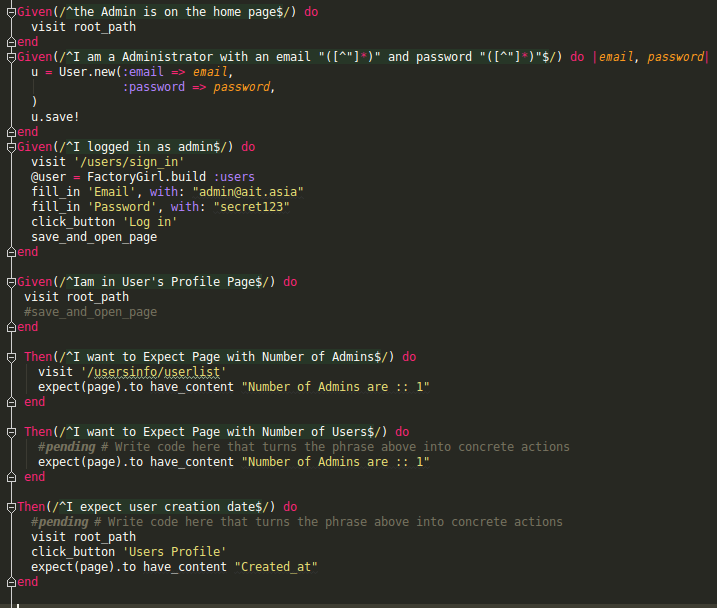 Given(/^the Admin is on the home page$/) do
  visit root_path
end
Given(/^I am a Administrator with an email "([^"]*)" and password "([^"]*)"$/) do |email, password|
  u = User.new(:email => email,
               :password => password,
  )
  u.save!
end
Given(/^I logged in as admin$/) do
  visit '/users/sign_in'
  @user = FactoryGirl.build :users
  fill_in 'Email', with: "admin@ait.asia"
  fill_in 'Password', with: "secret123"
  click_button 'Log in'
  save_and_open_page
end
Given(/^Iam in User's Profile Page$/) do
 visit root_path
 #save_and_open_page
end
 Then(/^I want to Expect Page with Number of Admins$/) do
   visit '/usersinfo/userlist'
   expect(page).to have_content "Number of Admins are :: 1"
 end
 Then(/^I want to Expect Page with Number of Users$/) do
   #pending # Write code here that turns the phrase above into concrete actions
   expect(page).to have_content "Number of Admins are :: 1"
 end
Then(/^I expect user creation date$/) do
  #pending # Write code here that turns the phrase above into concrete actions
  visit root_path
  click_button 'Users Profile'
  expect(page).to have_content "Created_at"
end